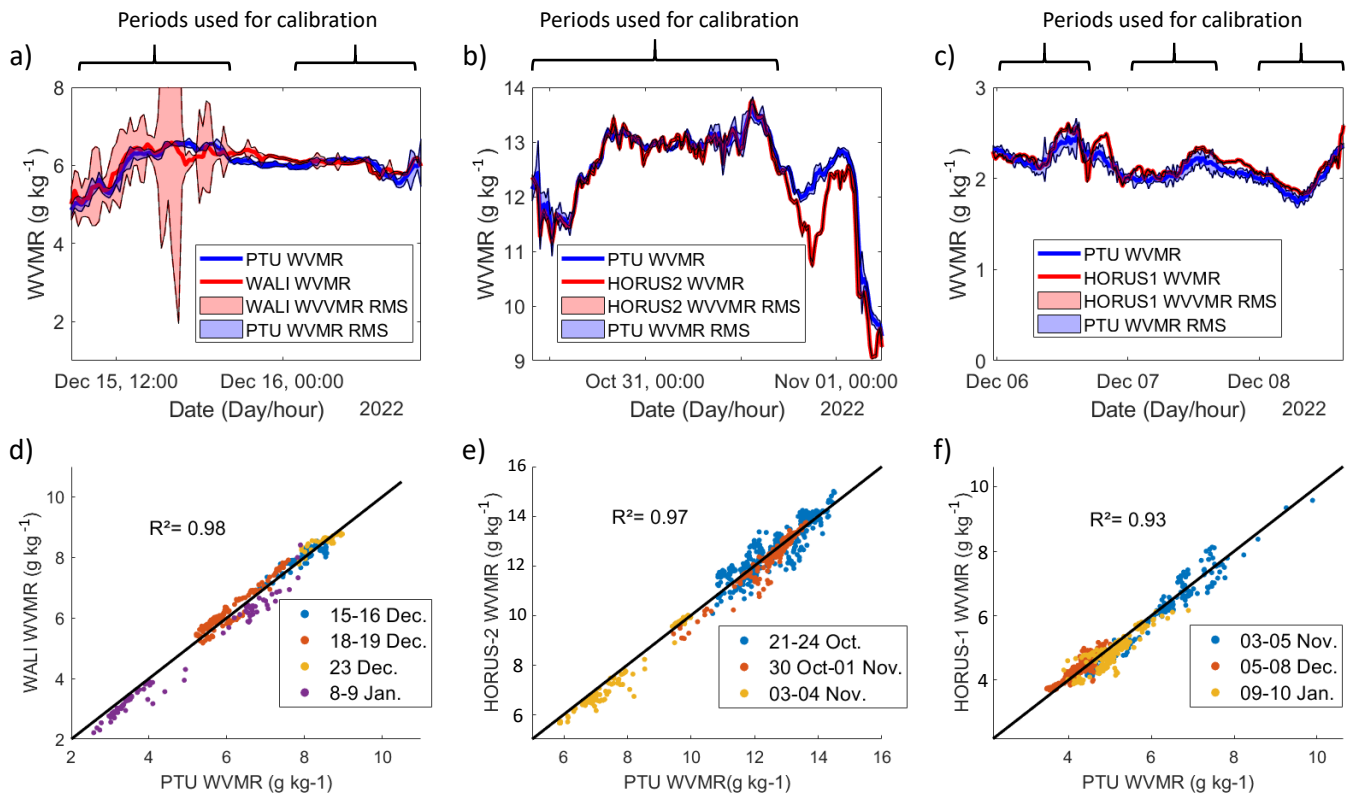 Periods used for calibration
Periods used for calibration
Periods used for calibration
a)
8
6
4
2
WVMR (g kg⁻¹)
PTU WVMR
WALI WVMR
WALI WVVMR RMS
PTU WVMR RMS
Dec 15, 12:00
Dec 16, 00:00
Date (Day/hour)
2022
b)
14
13
12
11
10
9
WVMR (g kg⁻¹)
PTU WVMR
HORUS2 WVMR
HORUS2 WVVMR RMS
PTU WVMR RMS
Oct 31, 00:00
Nov 01, 00:00
Date (Day/hour)
2022
c)
3
2
1
0
WVMR (g kg⁻¹)
PTU WVMR
HORUS1 WVMR
HORUS1 WVVMR RMS
PTU WVMR RMS
Dec 06
Dec 07
Dec 08
Date (Day/hour)
2022
d)
10
8
6
4
2
WALI WVMR (g kg⁻¹)
R²= 0.98
15-16 Dec.
18-19 Dec.
23 Dec.
8-9 Jan.
2
4
6
8
10
PTU WVMR (g kg-1)
e)
16
14
12
10
8
6
HORUS-2 WVMR (g kg⁻¹)
R²= 0.97
21-24 Oct.
30 Oct-01 Nov.
03-04 Nov.
6
8
10
12
14
16
PTU WVMR(g kg-1)
f)
10
8
6
4
HORUS-1 WVMR (g kg⁻¹)
R²= 0.93
03-05 Nov.
05-08 Dec.
09-10 Jan.
4
6
8
10
PTU WVMR (g kg-1)